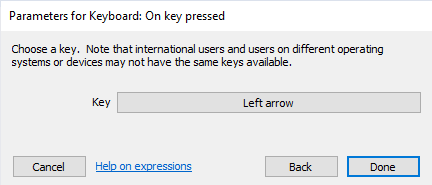 Parameters for Keyboard: On key pressed
Choose a key.  Note that international users and users on different operating
systems or devices may not have the same keys available.
Key
Left arrow
Cancel
Help on expressions
Back
Done